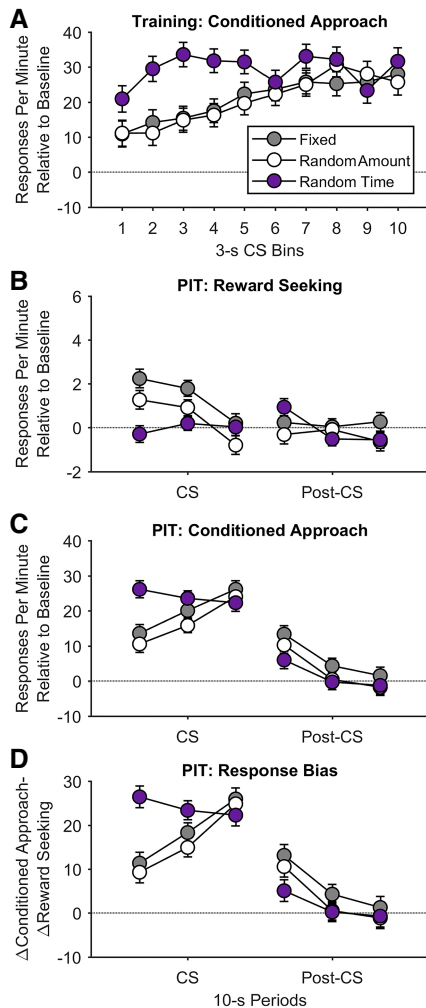 A
Training: Conditioned Approach
Responses Per Minute
Relative to Baseline
40
30
20
10
0
-10
Fixed
Random Amount
Random Time
1 2 3 4 5 6 7 8 9 10
3-s CS Bins
B
PIT: Reward Seeking
Responses Per Minute
Relative to Baseline
6
4
2
0
-2
CS Post-CS
C
PIT: Conditioned Approach
Responses Per Minute
Relative to Baseline
40
30
20
10
0
-10
CS Post-CS
D
PIT: Response Bias
ΔConditioned Approach-
ΔReward Seeking
30
20
10
0
-10
CS Post-CS
10-s Periods